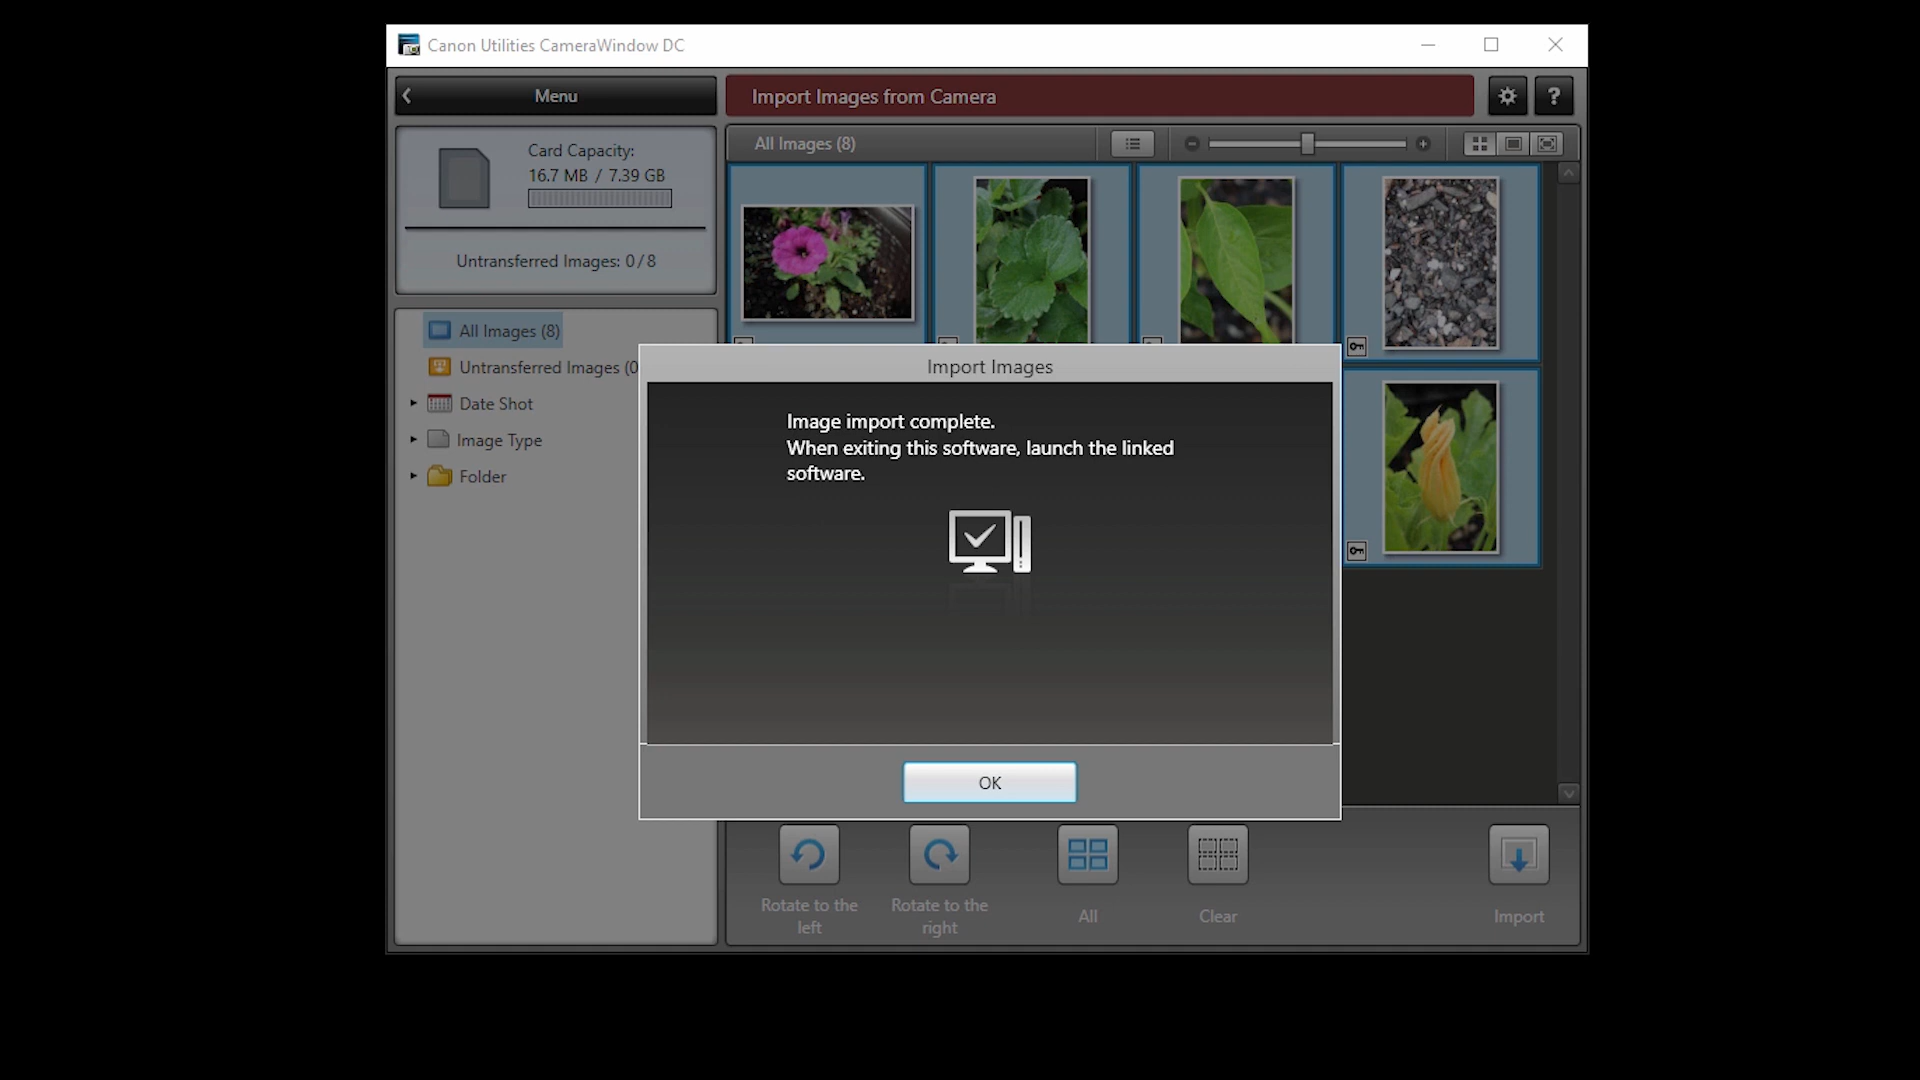 Canon Utilities CameraWindow DC
Menu
Import Images from Camera
?
Card Capacity:
16.7 MB / 7.39 GB
Untransferred Images: 0 / 8
All Images (8)
All Images (8)
Untransferred Images (0
Date Shot
Image Type
Folder
Import Images
Image import complete.
When exiting this software, launch the linked
software.
OK
Rotate to the
left
Rotate to the
right
All
Clear
Import